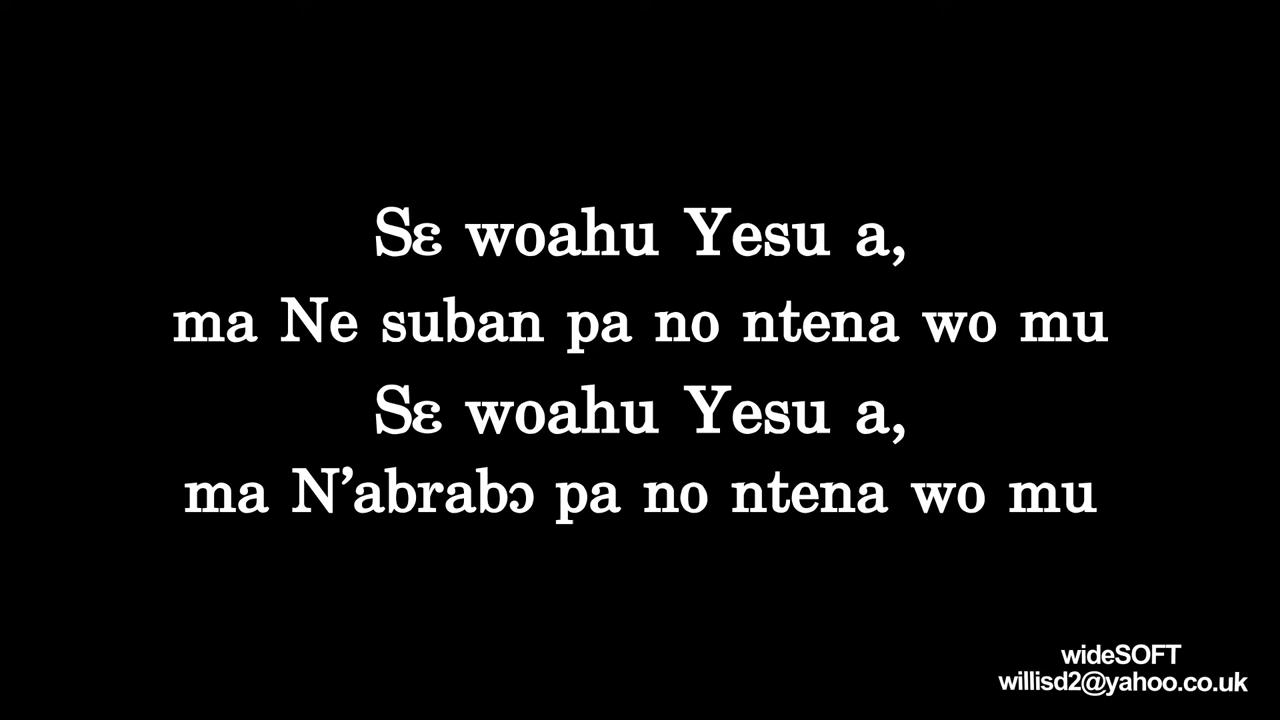 Sɛ woahu Yesu a,
ma Ne suban pa no ntena wo mu
Sɛ woahu Yesu a,
ma N’abrabɔ pa no ntena wo mu
wideSOFT
willisd2@yahoo.co.uk